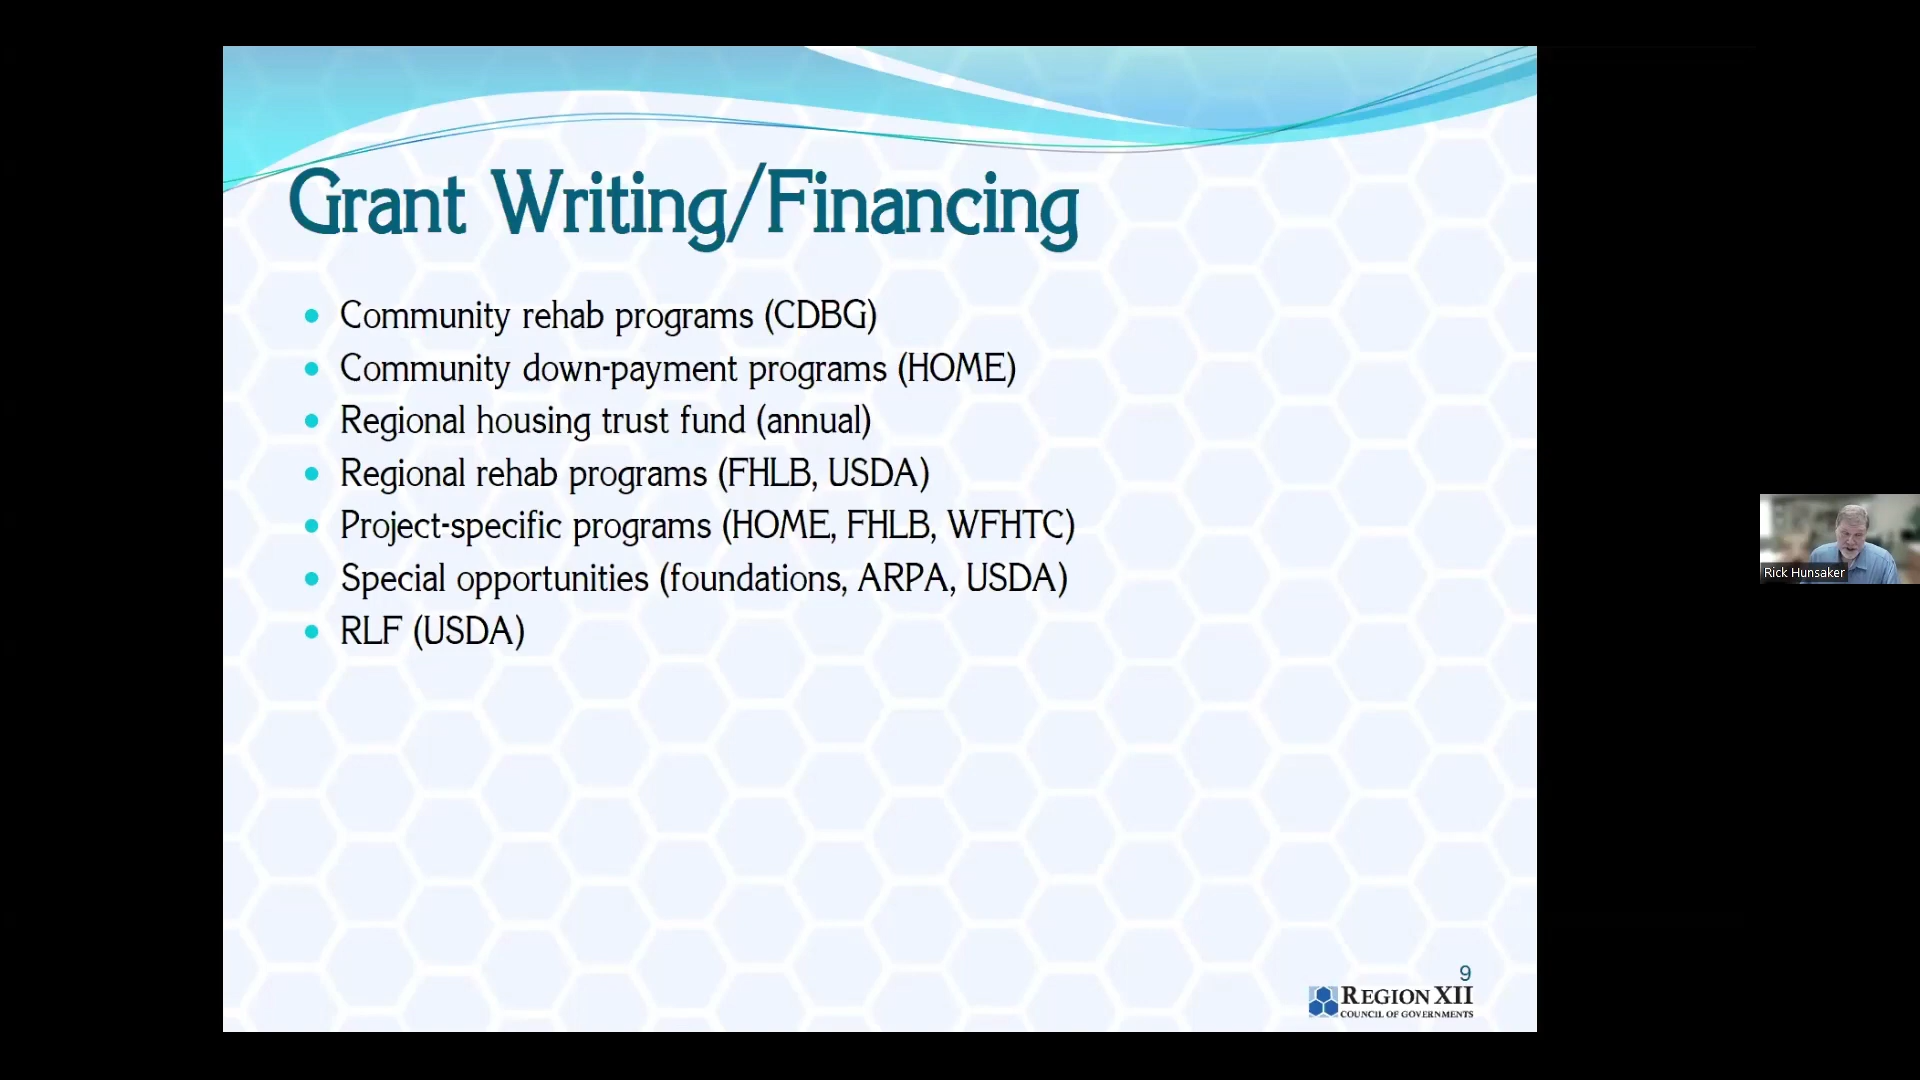 Grant Writing/Financing
Community rehab programs (CDBG)
Community down-payment programs (HOME)
Regional housing trust fund (annual)
Regional rehab programs (FHLB, USDA)
Project-specific programs (HOME, FHLB, WFHTC)
Special opportunities (foundations, ARPA, USDA)
RLF (USDA)
Rick Hunsaker
9
REGION XII
COUNCIL OF GOVERNMENTS